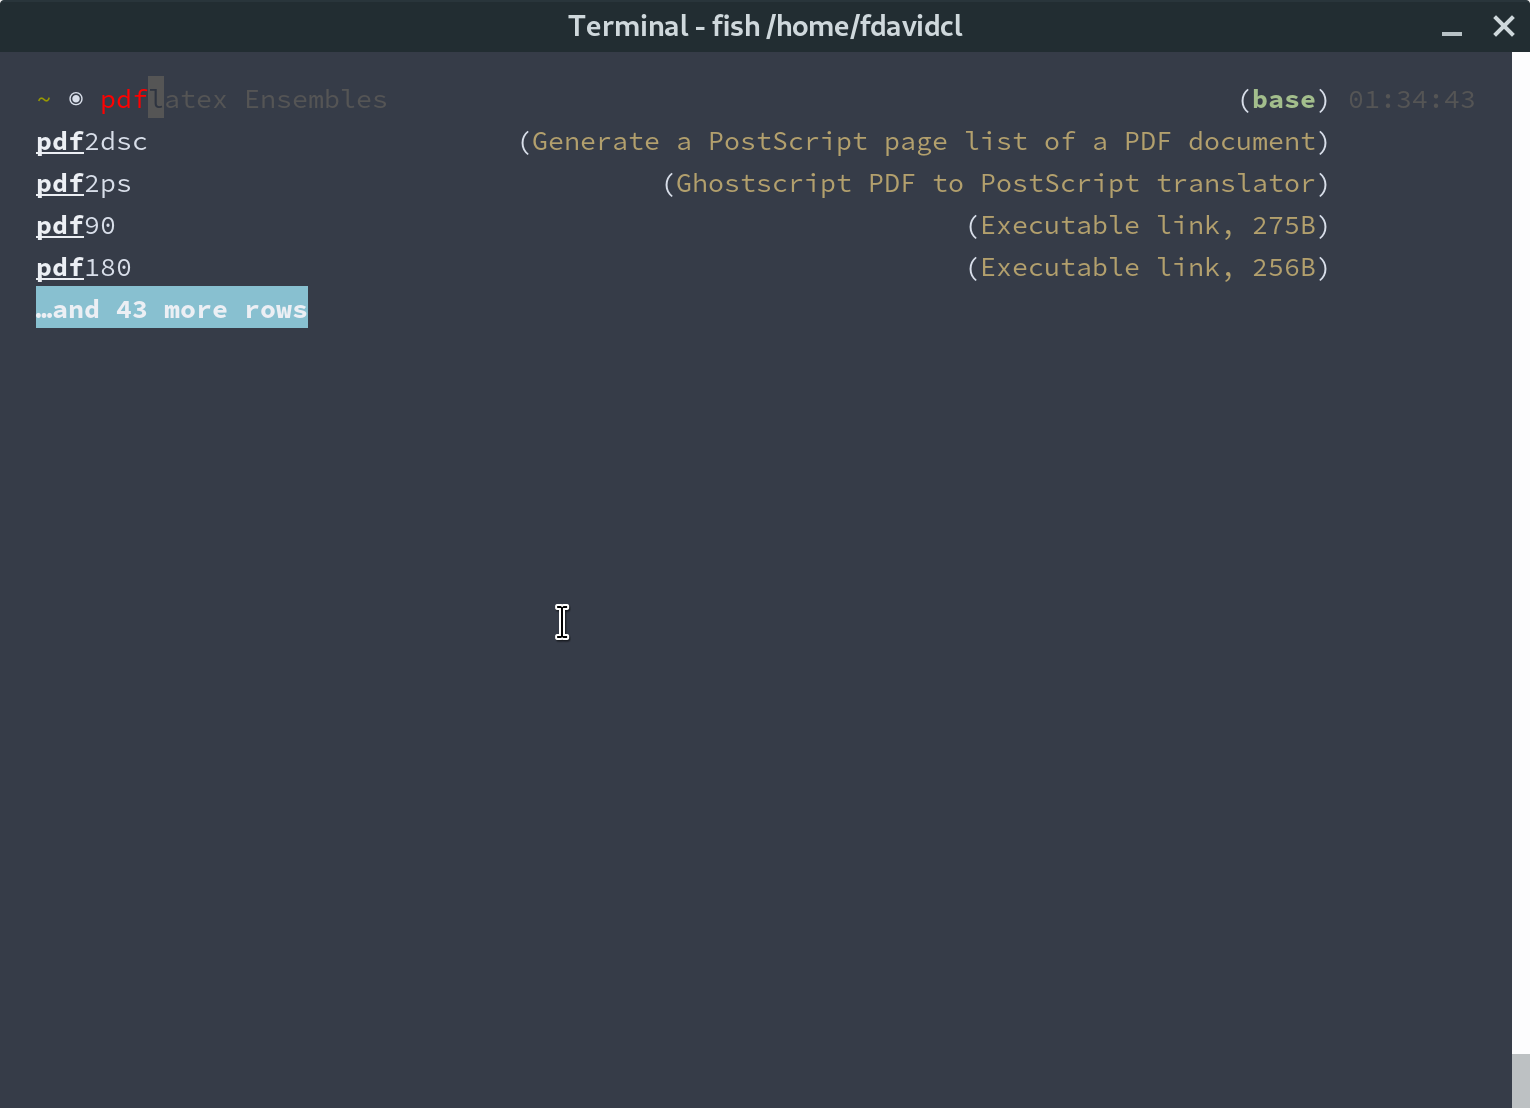 Terminal - fish /home/fdavidcl
~ ◉ pdflatex Ensembles (base) 01:34:43
pdf2dsc (Generate a PostScript page list of a PDF document)
pdf2ps (Ghostscript PDF to PostScript translator)
pdf90 (Executable link, 275B)
pdf180 (Executable link, 256B)
…and 43 more rows